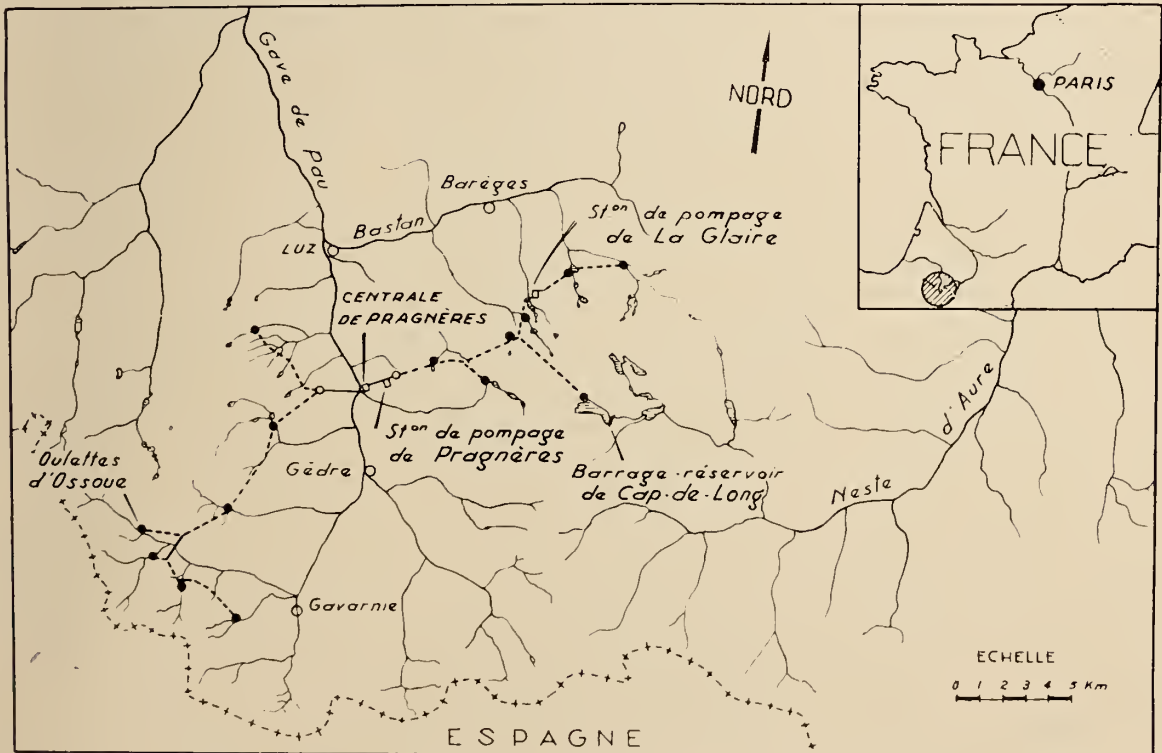 Gave de Pau
NORD
PARIS
FRANCE
Barèges
Bastan
Ston de pompage
de La Glaire
LUZ
CENTRALE
DE PRAGNÈRES
Ston de pompage
de Pragnères
Oulettes
d'Ossoue
Gèdre
Barrage-réservoir
de Cap-de-Long
Neste
d'Aure
Gavarnie
ECHELLE
0 1 2 3 4 5 Km
ESPAGNE